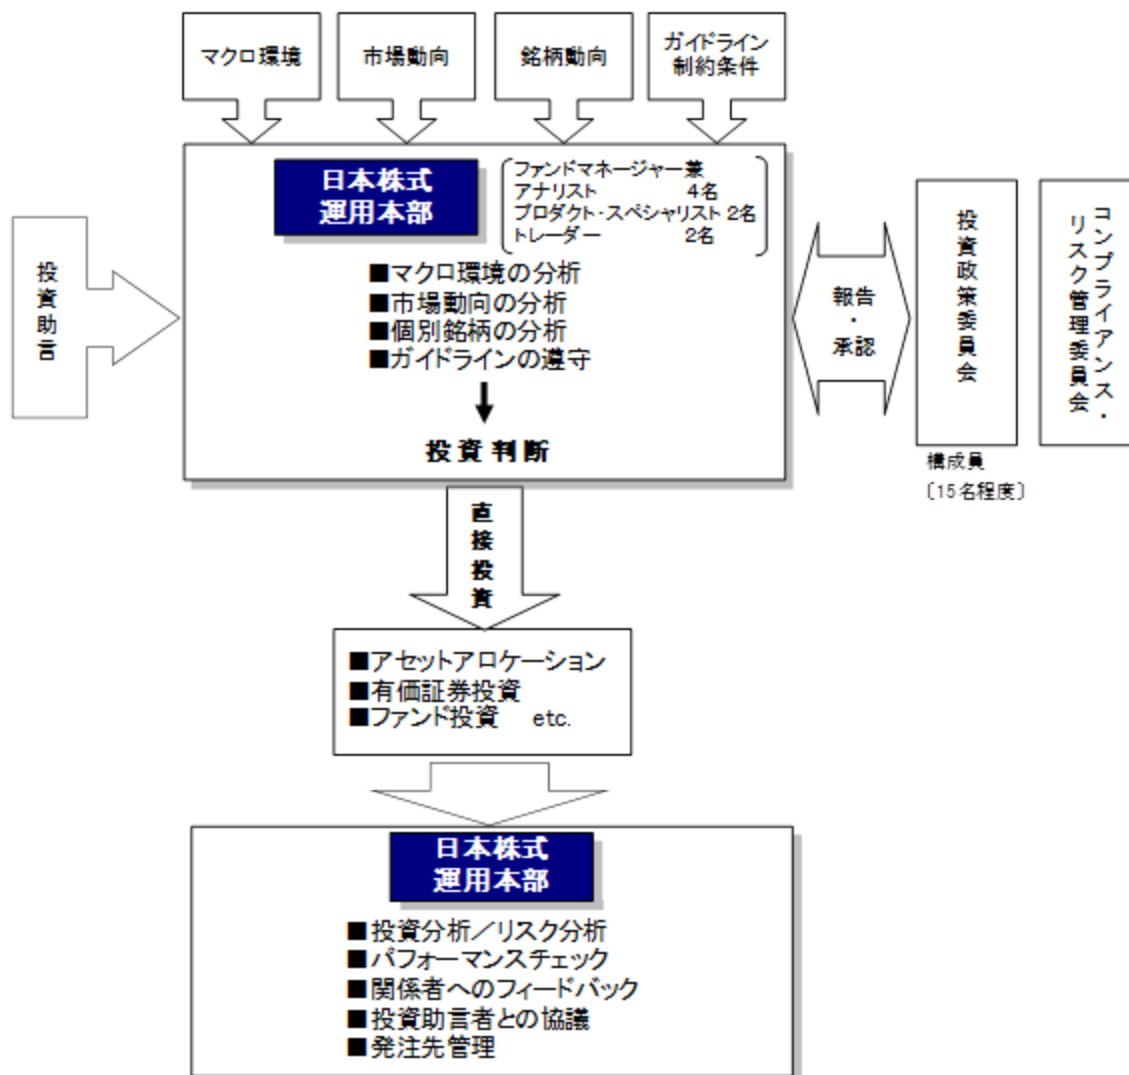 マクロ環境
市場動向
銘柄動向
ガイドライン
制約条件
日本株式
運用本部
ファンドマネージャー兼
アナリスト 4名
プロダクト・スペシャリスト 2名
トレーダー 2名
■マクロ環境の分析
■市場動向の分析
■個別銘柄の分析
■ガイドラインの遵守
投資判断
投資助言
報告
・
承認
投資政策委員会
コンプライアンス・
リスク管理委員会
構成員
〔15名程度〕
直接投資
■アセットアロケーション
■有価証券投資
■ファンド投資 etc.
日本株式
運用本部
■投資分析／リスク分析
■パフォーマンスチェック
■関係者へのフィードバック
■投資助言者との協議
■発注先管理